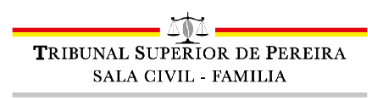 TRIBUNAL SUPERIOR DE PEREIRA
SALA CIVIL - FAMILIA